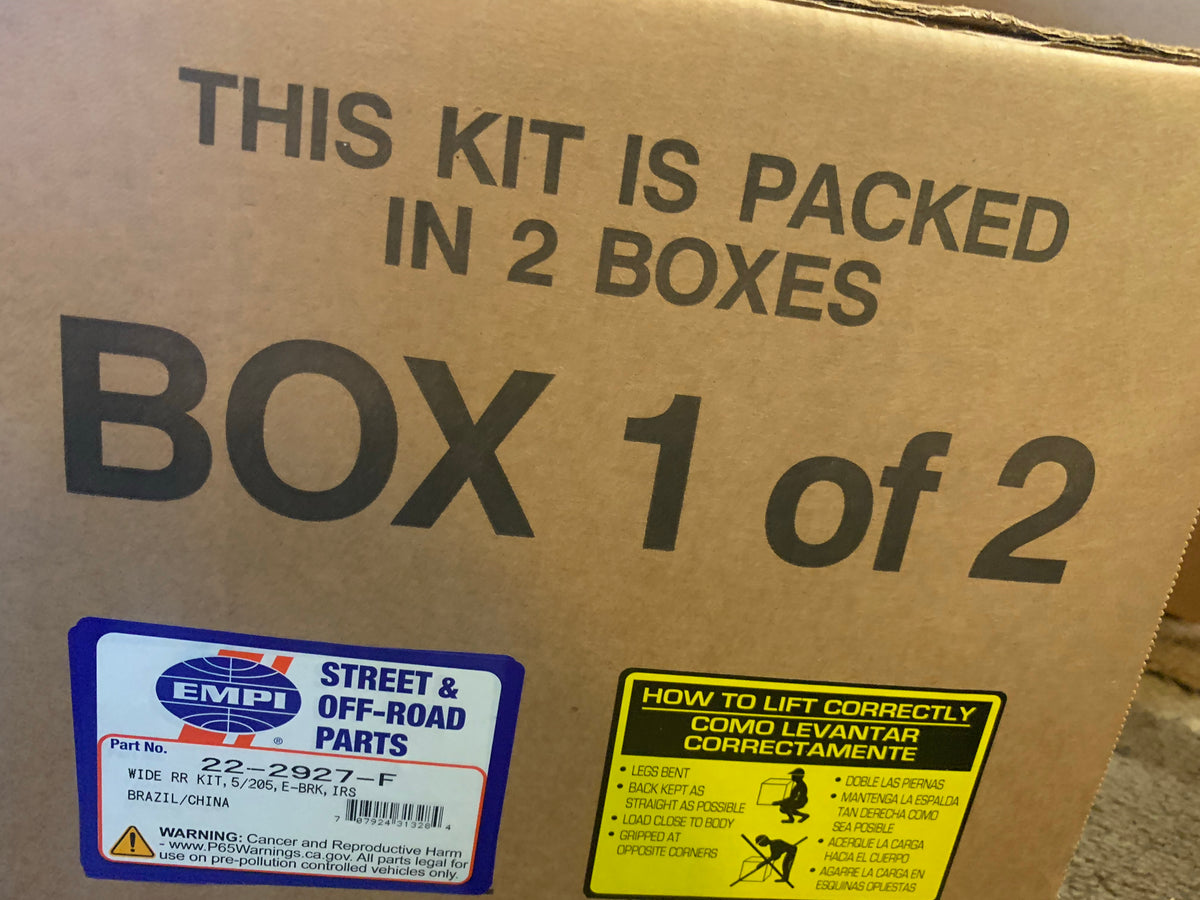 THIS KIT IS PACKED
IN 2 BOXES
BOX 1 of 2
EMPI
®
STREET &
OFF-ROAD
PARTS
Part No.
22-2927-F
WIDE RR KIT, 5/205, E-BRK, IRS
BRAZIL/CHINA
7 07924 31328 4
WARNING: Cancer and Reproductive Harm
- www.P65Warnings.ca.gov. All parts legal for
use on pre-pollution controlled vehicles only.
HOW TO LIFT CORRECTLY
COMO LEVANTAR
CORRECTAMENTE
• LEGS BENT
• BACK KEPT AS
STRAIGHT AS POSSIBLE
• LOAD CLOSE TO BODY
• GRIPPED AT
OPPOSITE CORNERS
• DOBLE LAS PIERNAS
• MANTENGA LA ESPALDA
TAN DERECHA COMO
SEA POSIBLE
• ACERQUE LA CARGA
HACIA EL CUERPO
• AGARRE LA CARGA EN
ESQUINAS OPUESTAS